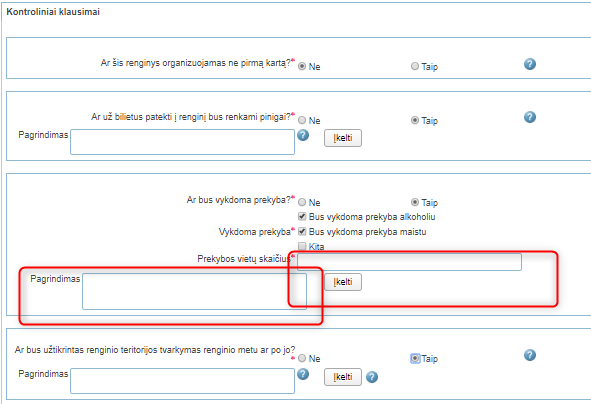 Kontroliniai klausimai
Ar šis renginys organizuojamas ne pirmą kartą?* Ne Taip ?
Ar už bilietus patekti į renginį bus renkami pinigai?* Ne Taip ?
Pagrindimas ? Įkelti
Ar bus vykdoma prekyba?* Ne Taip
Bus vykdoma prekyba alkoholiu
Vykdoma prekyba* Bus vykdoma prekyba maistu
Kita
Prekybos vietų skaičius*
Pagrindimas Įkelti
Ar bus užtikrintas renginio teritorijos tvarkymas renginio metu ar po jo?
* Ne Taip ?
Pagrindimas ? Įkelti ?